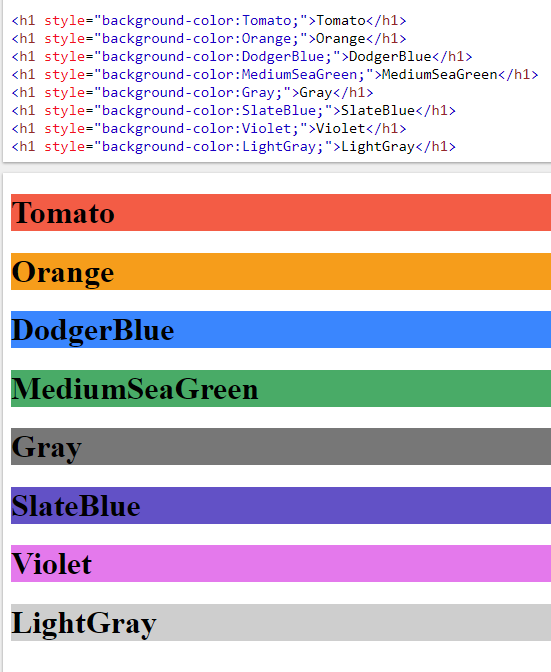 <h1 style="background-color:Tomato;">Tomato</h1>
<h1 style="background-color:Orange;">Orange</h1>
<h1 style="background-color:DodgerBlue;">DodgerBlue</h1>
<h1 style="background-color:MediumSeaGreen;">MediumSeaGreen</h1>
<h1 style="background-color:Gray;">Gray</h1>
<h1 style="background-color:SlateBlue;">SlateBlue</h1>
<h1 style="background-color:Violet;">Violet</h1>
<h1 style="background-color:LightGray;">LightGray</h1>
Tomato
Orange
DodgerBlue
MediumSeaGreen
Gray
SlateBlue
Violet
LightGray